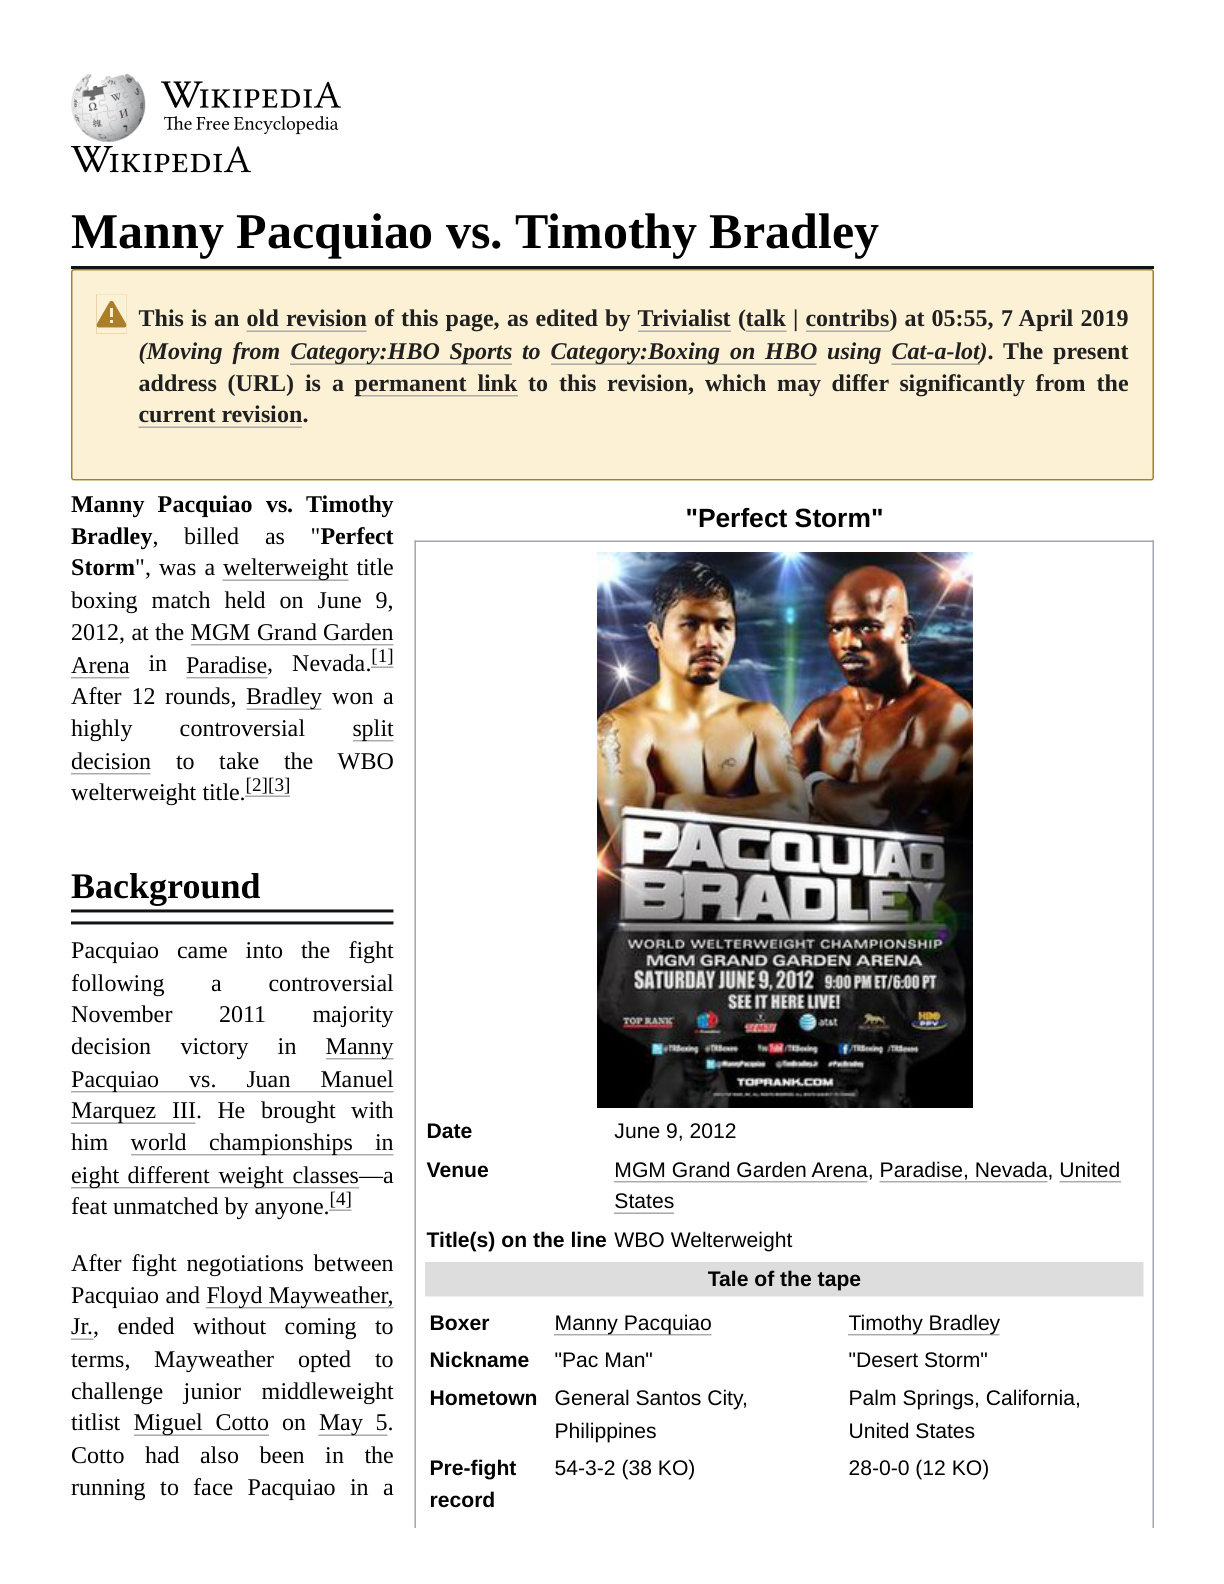 WIKIPEDIA
The Free Encyclopedia
WIKIPEDIA
Manny Pacquiao vs. Timothy Bradley
This is an old revision of this page, as edited by Trivialist (talk | contribs) at 05:55, 7 April 2019
(Moving from Category:HBO Sports to Category:Boxing on HBO using Cat-a-lot). The present
address (URL) is a permanent link to this revision, which may differ significantly from the
current revision.
Manny Pacquiao vs. Timothy
Bradley, billed as "Perfect
Storm", was a welterweight title
boxing match held on June 9,
2012, at the MGM Grand Garden
Arena in Paradise, Nevada.[1]
After 12 rounds, Bradley won a
highly controversial split
decision to take the WBO
welterweight title.[2][3]
Background
Pacquiao came into the fight
following a controversial
November 2011 majority
decision victory in Manny
Pacquiao vs. Juan Manuel
Marquez III. He brought with
him world championships in
eight different weight classes—a
feat unmatched by anyone.[4]
After fight negotiations between
Pacquiao and Floyd Mayweather,
Jr., ended without coming to
terms, Mayweather opted to
challenge junior middleweight
titlist Miguel Cotto on May 5.
Cotto had also been in the
running to face Pacquiao in a
"Perfect Storm"
PACQUIAO
BRADLEY
WORLD WELTERWEIGHT CHAMPIONSHIP
MGM GRAND GARDEN ARENA
SATURDAY JUNE 9, 2012 9:00 PM ET/6:00 PT
SEE IT HERE LIVE!
TOP RANK at&t HBO PPV
@TRBoxing @TRBoxeo YouTube/TRBoxing f/TRBoxing /TRBoxeo
TOPRANK.COM
Date June 9, 2012
Venue MGM Grand Garden Arena, Paradise, Nevada, United
States
Title(s) on the line WBO Welterweight
Tale of the tape
Boxer Manny Pacquiao Timothy Bradley
Nickname "Pac Man" "Desert Storm"
Hometown General Santos City, Palm Springs, California,
Philippines United States
Pre-fight 54-3-2 (38 KO) 28-0-0 (12 KO)
record